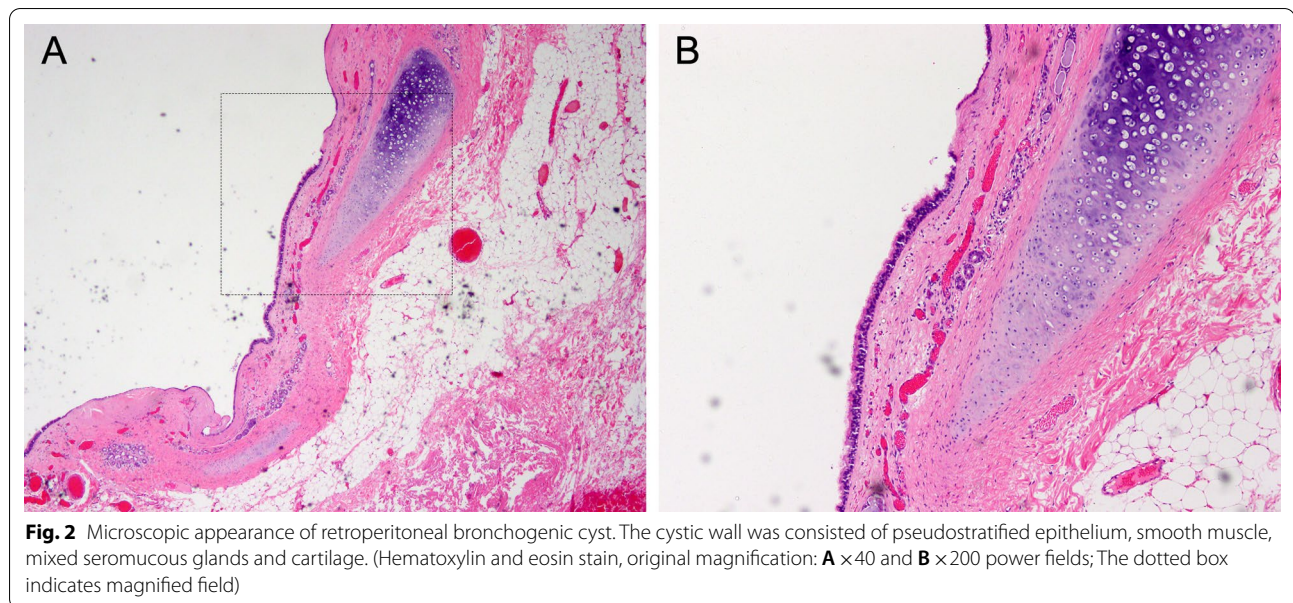 A
B
Fig. 2 Microscopic appearance of retroperitoneal bronchogenic cyst. The cystic wall was consisted of pseudostratified epithelium, smooth muscle,
mixed seromucous glands and cartilage. (Hematoxylin and eosin stain, original magnification: A ×40 and B ×200 power fields; The dotted box
indicates magnified field)